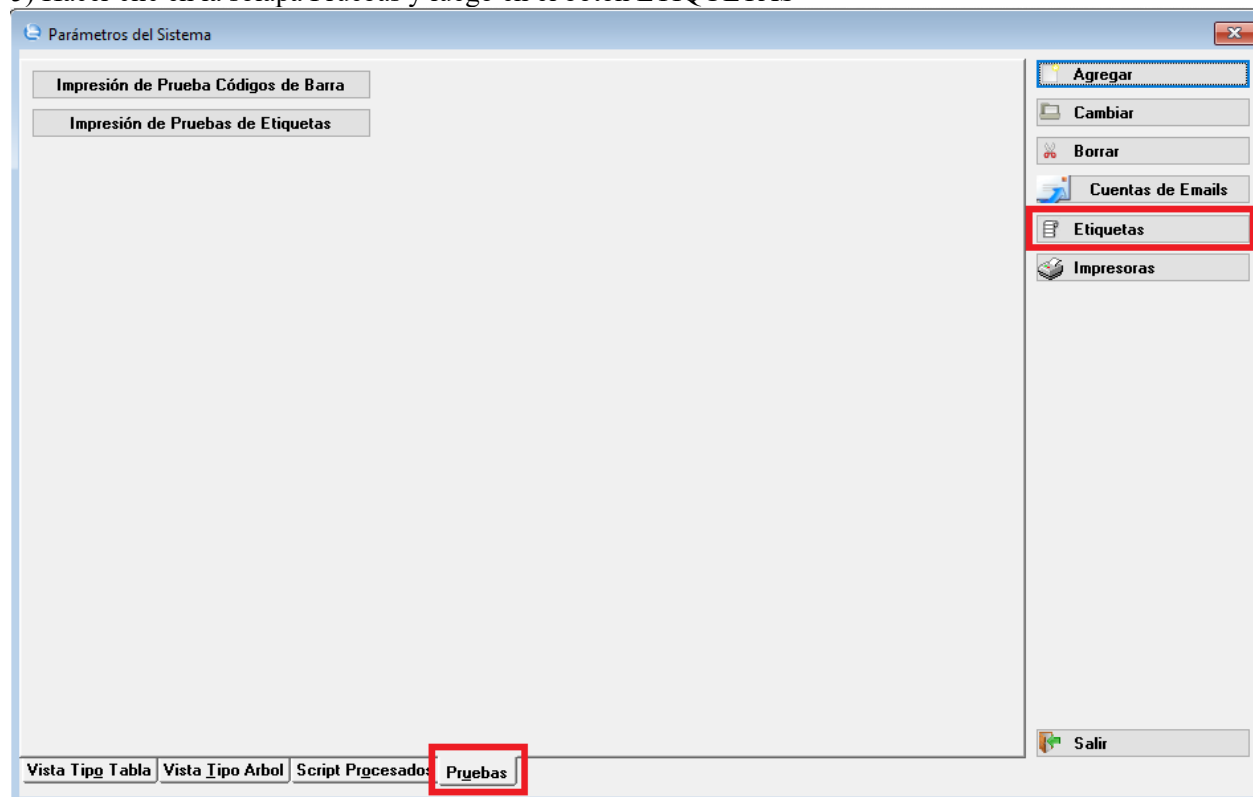 Parámetros del Sistema
Impresión de Prueba Códigos de Barra
Impresión de Pruebas de Etiquetas
Agregar
Cambiar
Borrar
Cuentas de Emails
Etiquetas
Impresoras
Salir
Vista Tipo Tabla Vista Tipo Arbol Script Procesados Pruebas